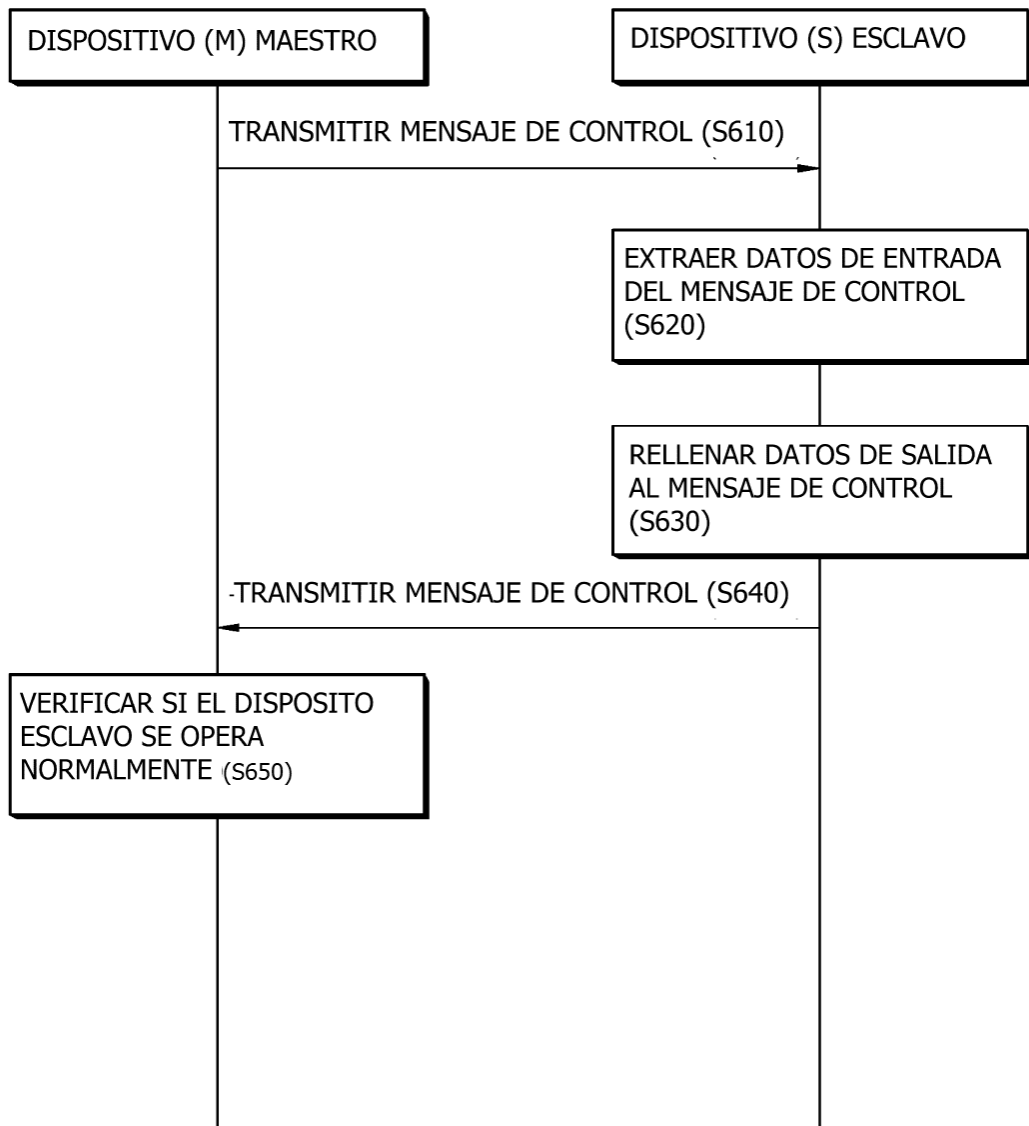 DISPOSITIVO (M) MAESTRO
DISPOSITIVO (S) ESCLAVO
TRANSMITIR MENSAJE DE CONTROL (S610)
EXTRAER DATOS DE ENTRADA
DEL MENSAJE DE CONTROL
(S620)
RELLENAR DATOS DE SALIDA
AL MENSAJE DE CONTROL
(S630)
-TRANSMITIR MENSAJE DE CONTROL (S640)
VERIFICAR SI EL DISPOSITO
ESCLAVO SE OPERA
NORMALMENTE (S650)